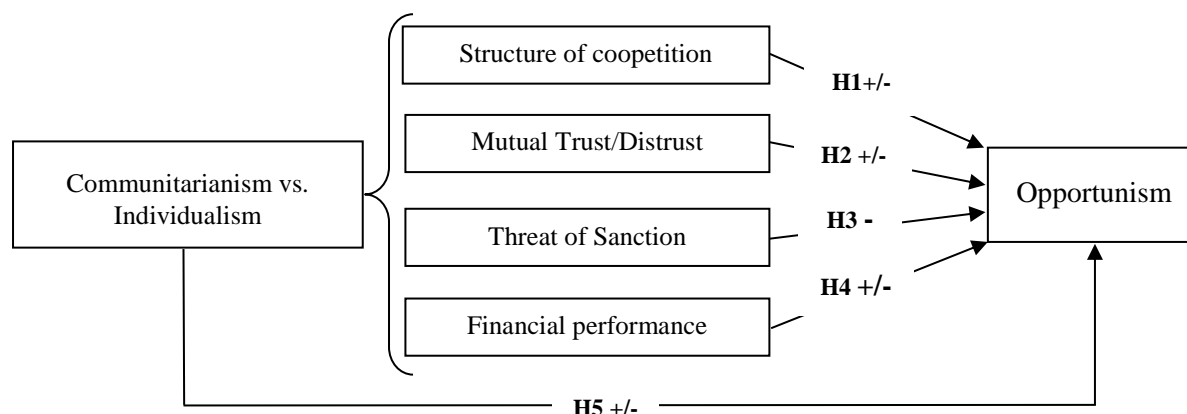 Structure of coopetition
H1+/-
Mutual Trust/Distrust
H2 +/-
Communitarianism vs.
Individualism
Opportunism
Threat of Sanction
H3 -
H4 +/-
Financial performance
H5 +/-